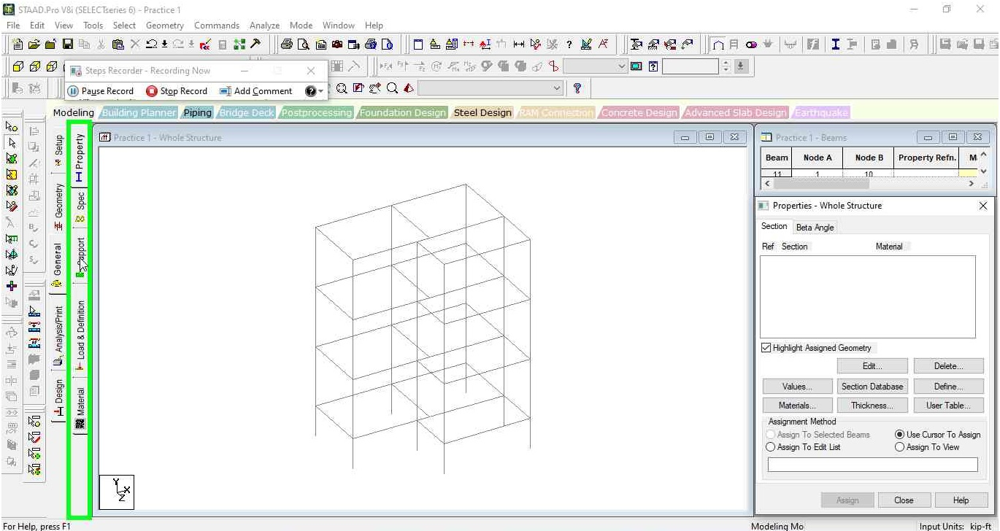 STAAD.Pro V8i (SELECTseries 6) - Practice 1
File Edit View Tools Select Geometry Commands Analyze Mode Window Help
Steps Recorder - Recording Now
Pause Record Stop Record Add Comment
Modeling Building Planner Piping Bridge Deck Postprocessing Foundation Design Steel Design RAM Connection Concrete Design Advanced Slab Design Earthquake
Setup
Geometry
General
Analysis/Print
Design
Property
Spec
Support
Load & Definition
Material
Practice 1 - Whole Structure
Y
X
Z
Practice 1 - Beams
Beam Node A Node B Property Refn.
11 1 10
Properties - Whole Structure
Section Beta Angle
Ref Section Material
Highlight Assigned Geometry
Edit... Delete...
Values... Section Database Define...
Materials... Thickness... User Table...
Assignment Method
Assign To Selected Beams Use Cursor To Assign
Assign To Edit List Assign To View
Assign Close Help
For Help, press F1 Modeling Mo Input Units: kip-ft